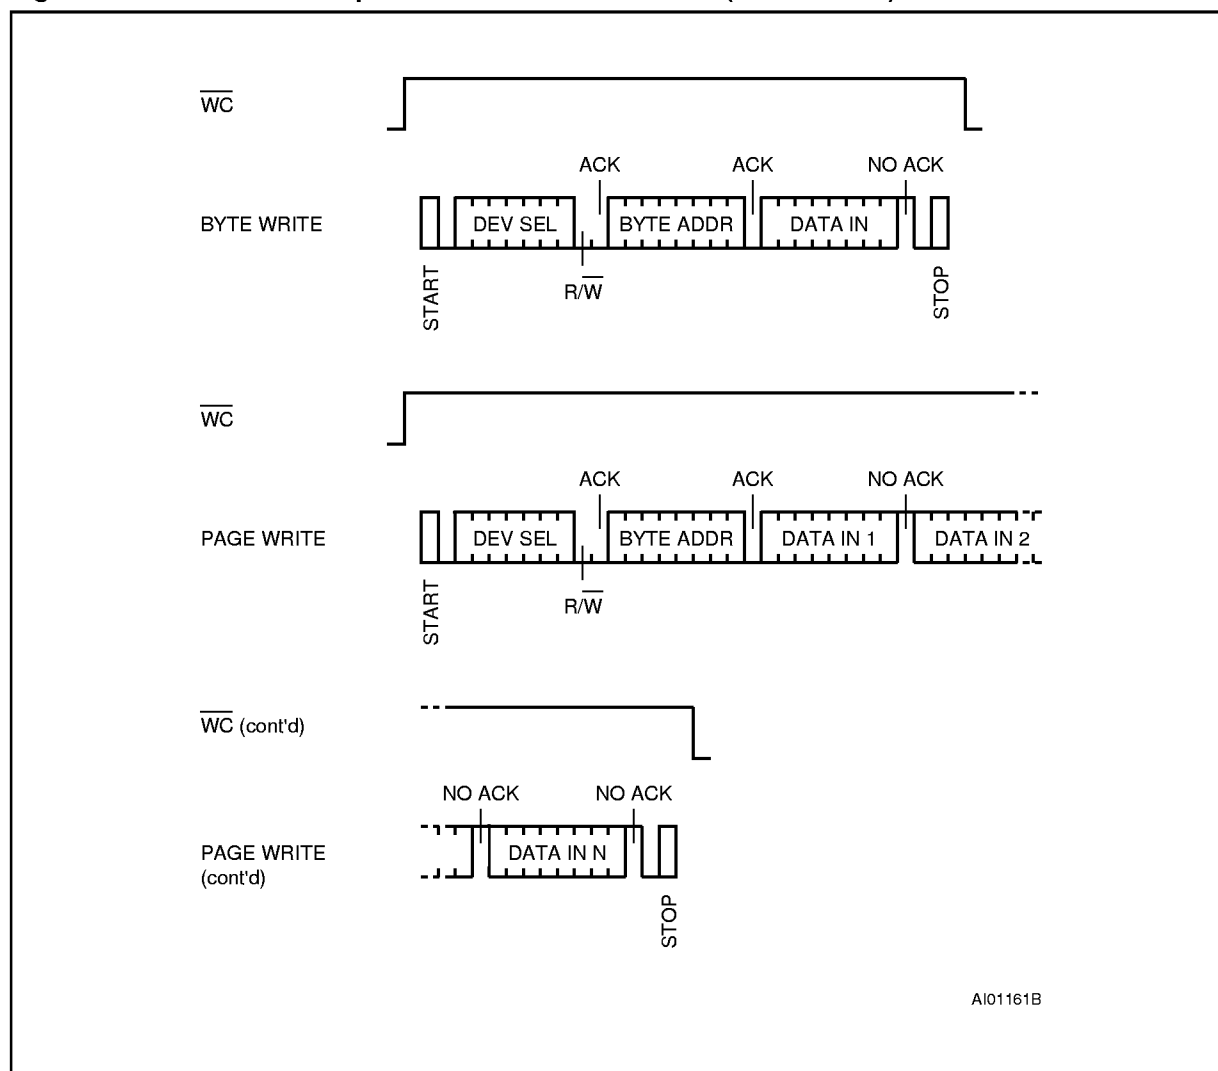 WC
ACK ACK NO ACK
BYTE WRITE DEV SEL BYTE ADDR DATA IN
R/W
START STOP
WC
ACK ACK NO ACK
PAGE WRITE DEV SEL BYTE ADDR DATA IN 1 DATA IN 2
R/W
START
WC (cont'd)
NO ACK NO ACK
PAGE WRITE DATA IN N
(cont'd)
STOP
AI01161B